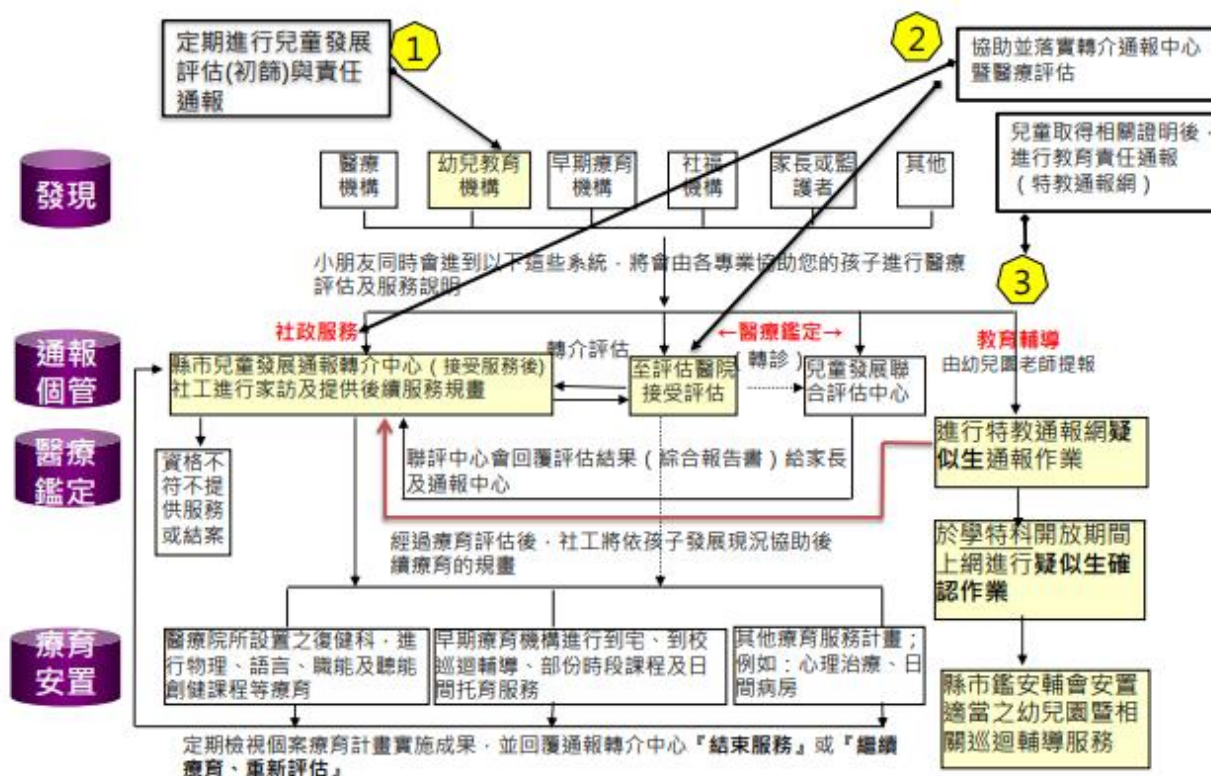 定期進行兒童發展
評估(初篩)與責任
通報
1
2
協助並落實轉介通報中心
暨醫療評估
兒童取得相關證明後，
進行教育責任通報
（特教通報網）
發現
醫療
機構
幼兒教育
機構
早期療育
機構
社福
機構
家長或監
護者
其他
小朋友同時會進到以下這些系統，將會由各專業協助您的孩子進行醫療
評估及服務說明
3
通報
個管
社政服務
←醫療鑑定→
教育輔導
由幼兒園老師提報
縣市兒童發展通報轉介中心（接受服務後）
社工進行家訪及提供後續服務規畫
轉介評估
至評估醫院
接受評估
（轉診）
兒童發展聯
合評估中心
醫療
鑑定
資格不
符不提
供服務
或結案
聯評中心會回覆評估結果（綜合報告書）給家長
及通報中心
進行特教通報網疑
似生通報作業
經過療育評估後，社工將依孩子發展現況協助後
續療育的規畫
於學特科開放期間
上網進行疑似生確
認作業
療育
安置
醫療院所設置之復健科，進
行物理、語言、職能及聽能
創健課程等療育
早期療育機構進行到宅、到校
巡迴輔導、部份時段課程及日
間托育服務
其他療育服務計畫；
例如：心理治療、日
間病房
縣市鑑安輔會安置
適當之幼兒園暨相
關巡迴輔導服務
定期檢視個案療育計畫實施成果，並回覆通報轉介中心『結束服務』或『繼續
療育、重新評估』